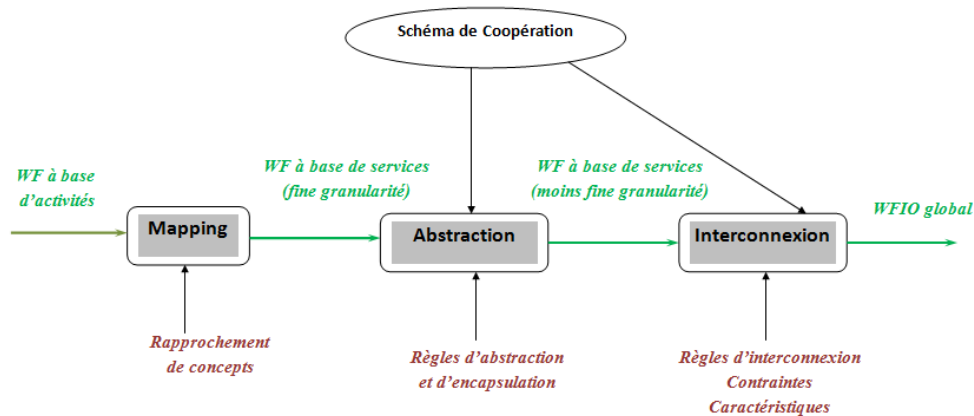 Schéma de Coopération
WF à base
d'activités
WF à base de services
(fine granularité)
WF à base de services
(moins fine granularité)
WFIO global
Mapping
Abstraction
Interconnexion
Rapprochement
de concepts
Règles d'abstraction
et d'encapsulation
Règles d'interconnexion
Contraintes
Caractéristiques